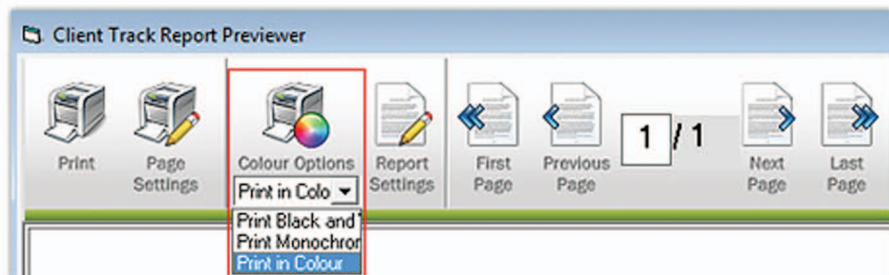 Client Track Report Previewer
Print
Page Settings
Colour Options
Report Settings
First Page
Previous Page
1 / 1
Next Page
Last Page
Print in Colo
Print Black and
Print Monochron
Print in Colour